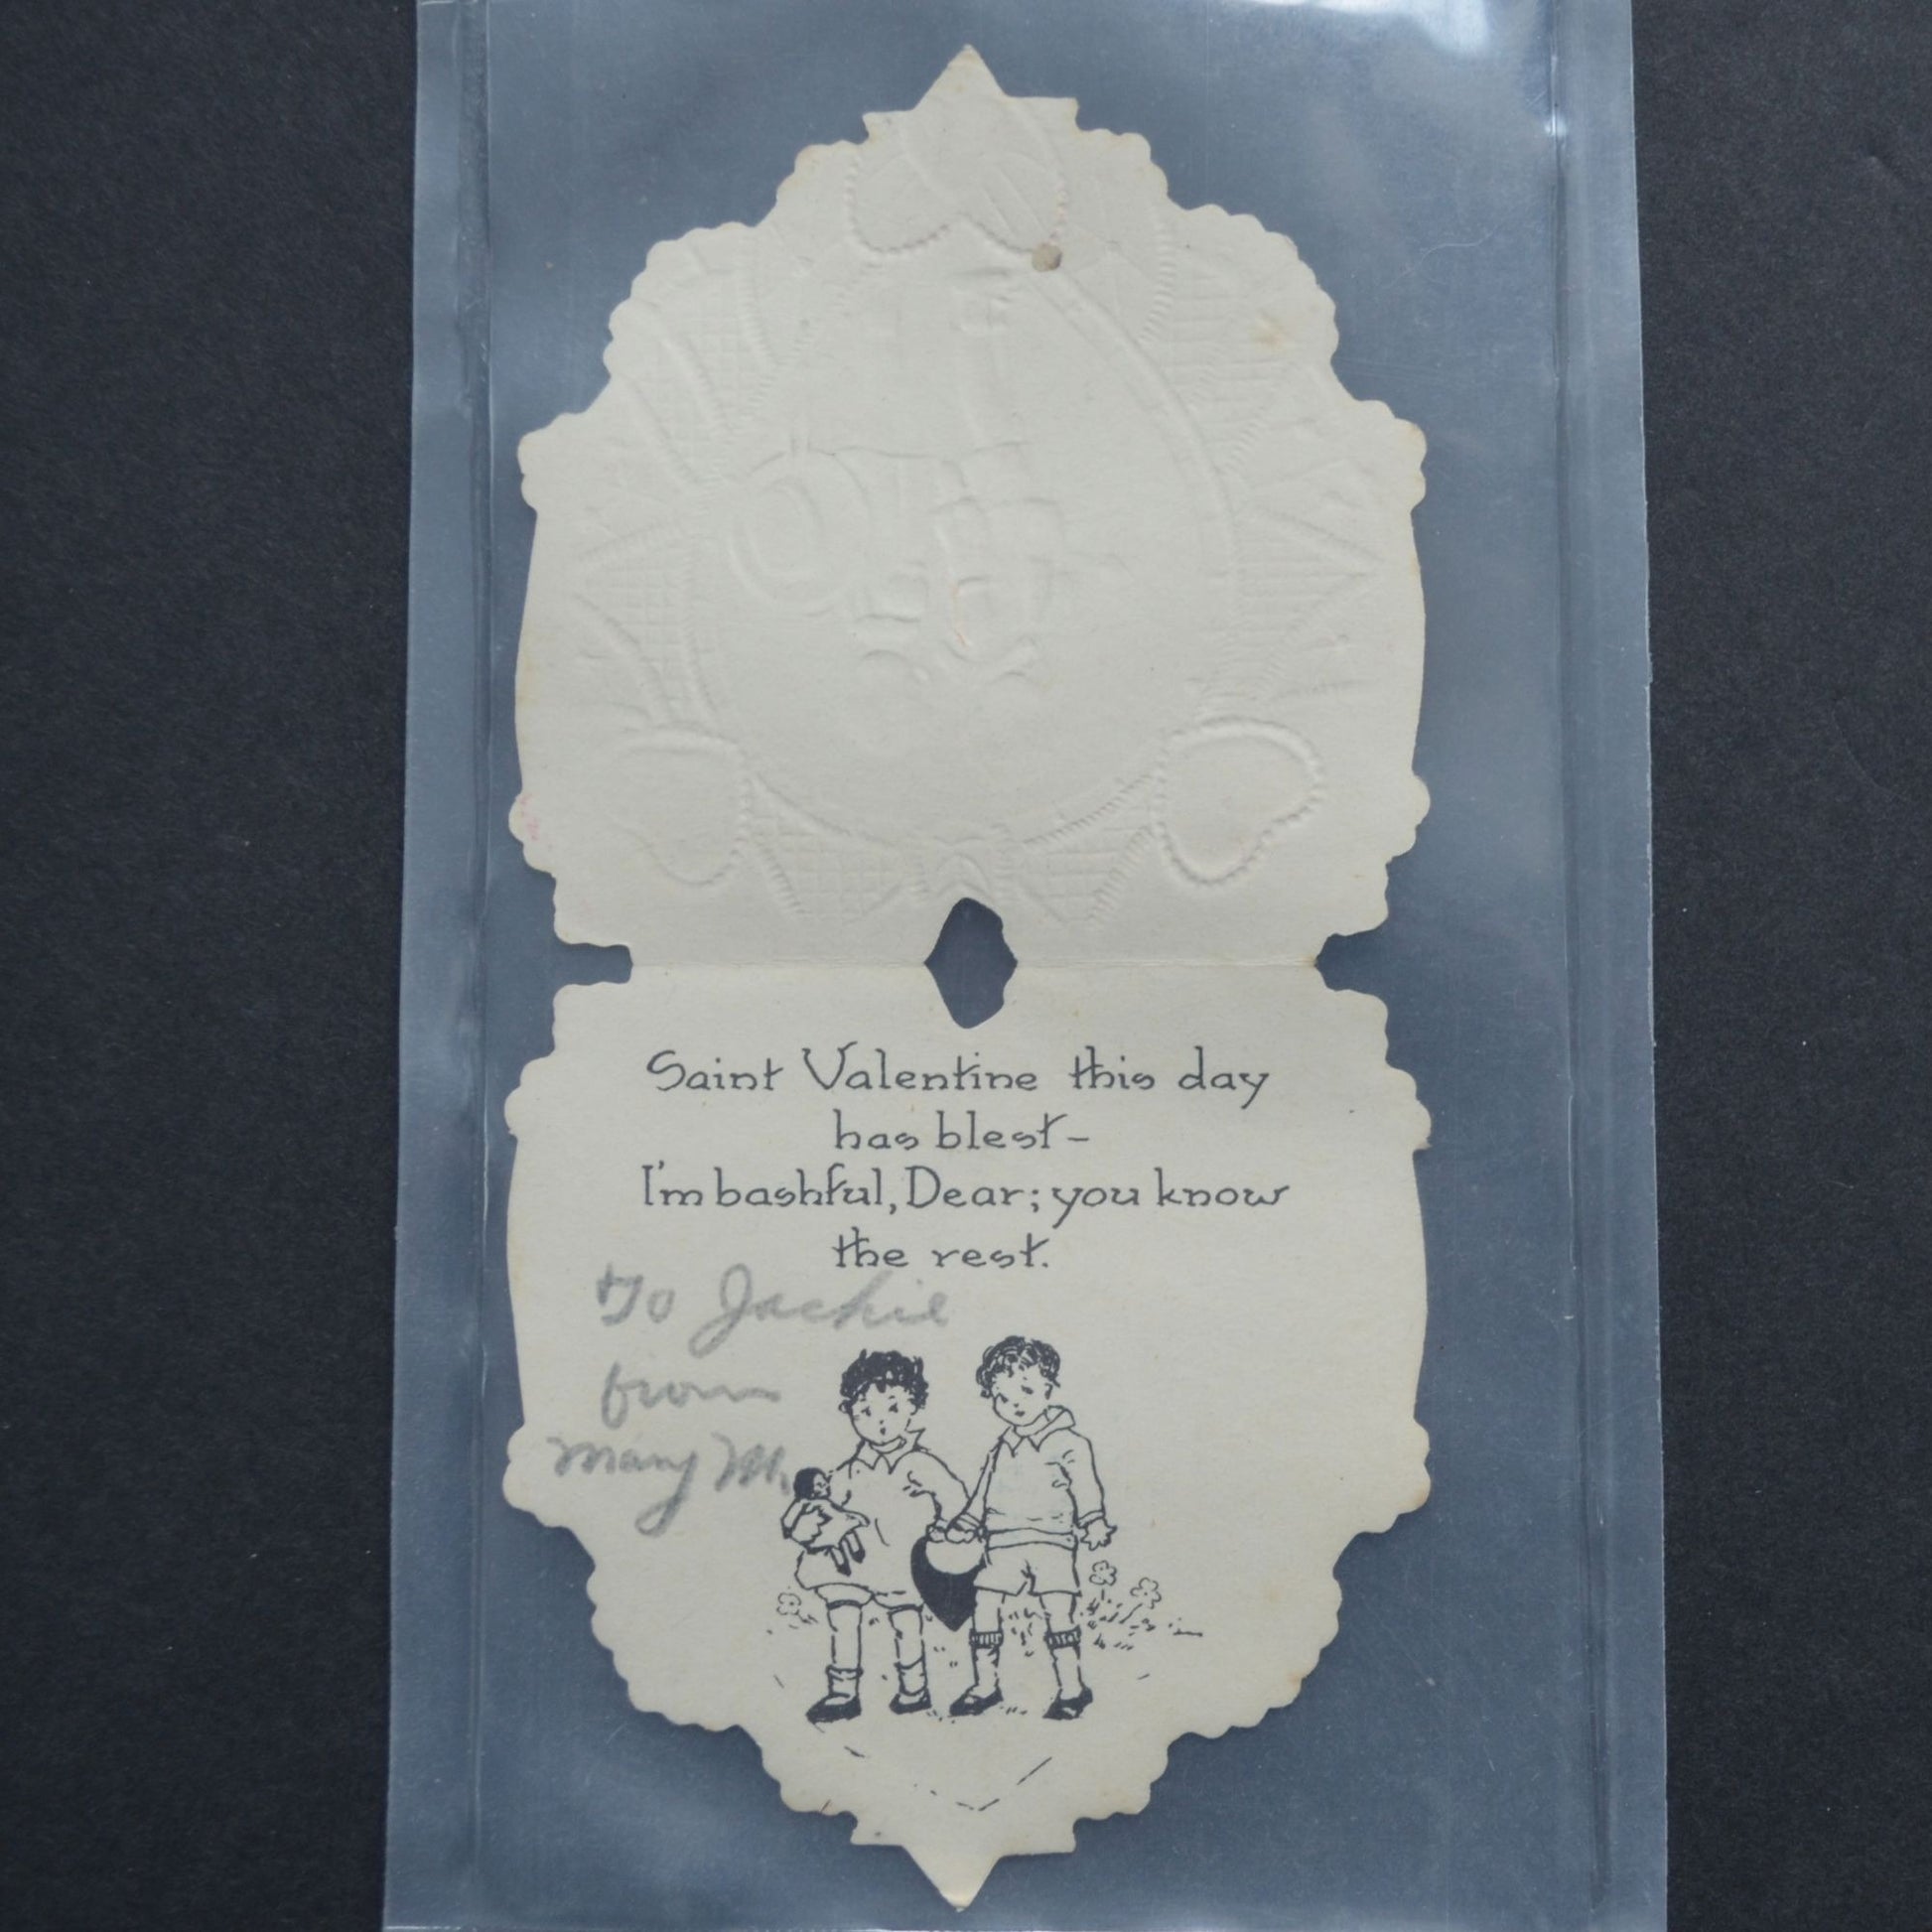 Saint Valentine this day
has blest-
I'm bashful, Dear; you know
the rest.
To Jackie
from
Mary M.